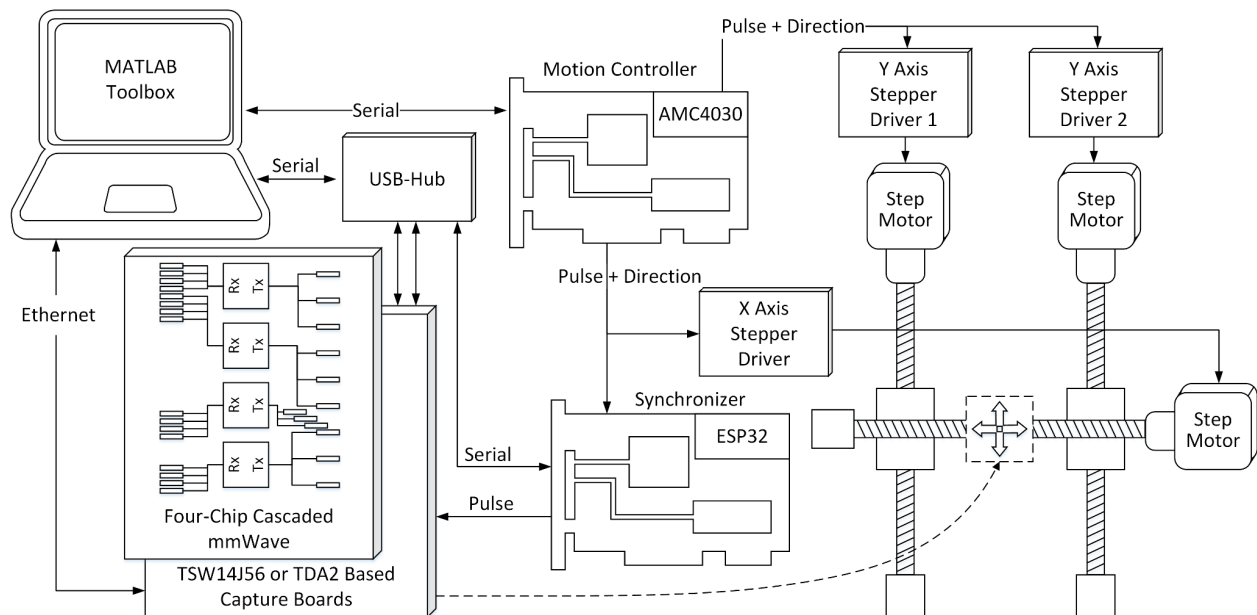 MATLAB
Toolbox
Serial
Serial
USB-Hub
Ethernet
Motion Controller
AMC4030
Pulse + Direction
Y Axis
Stepper
Driver 1
Y Axis
Stepper
Driver 2
Step
Motor
Step
Motor
Pulse + Direction
X Axis
Stepper
Driver
Step
Motor
Synchronizer
ESP32
Serial
Pulse
Rx
Tx
Rx
Tx
Rx
Tx
Rx
Tx
Four-Chip Cascaded
mmWave
TSW14J56 or TDA2 Based
Capture Boards